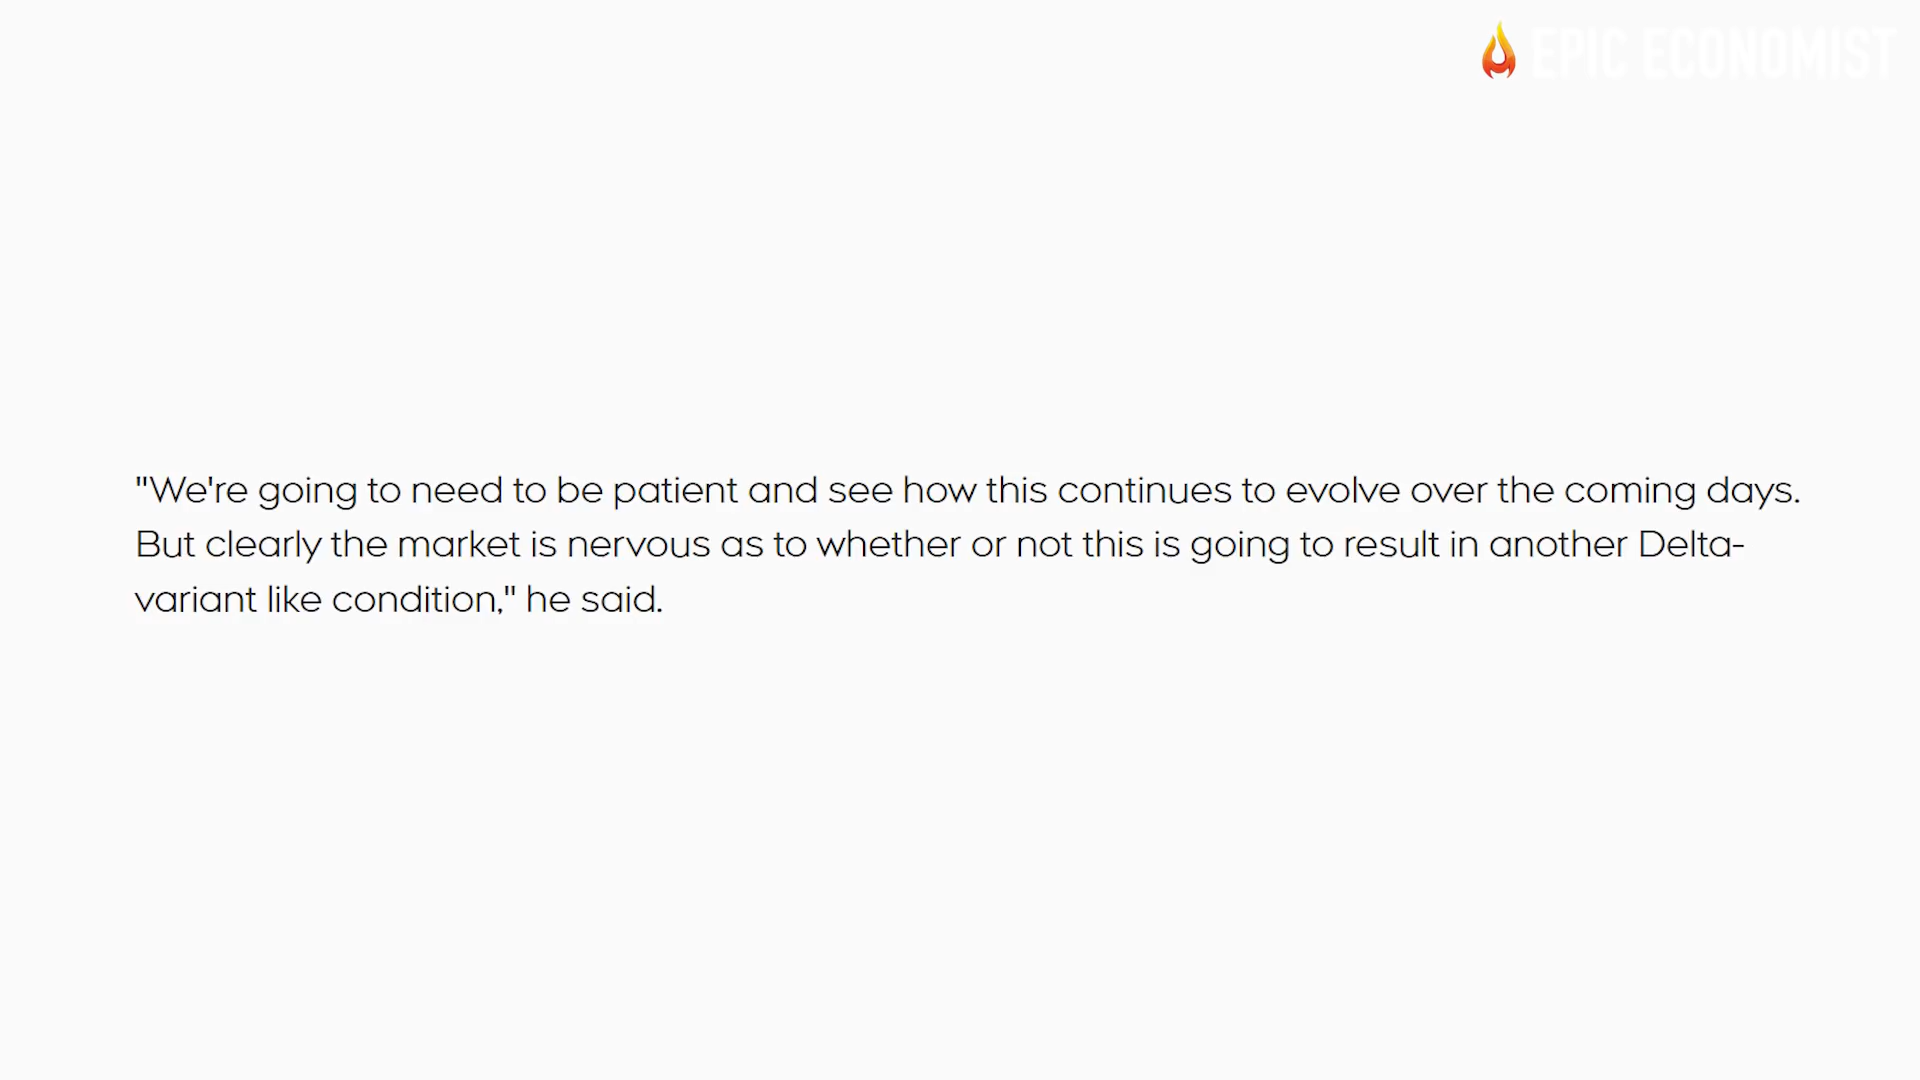 EPIC ECONOMIST
"We're going to need to be patient and see how this continues to evolve over the coming days.
But clearly the market is nervous as to whether or not this is going to result in another Delta-
variant like condition," he said.